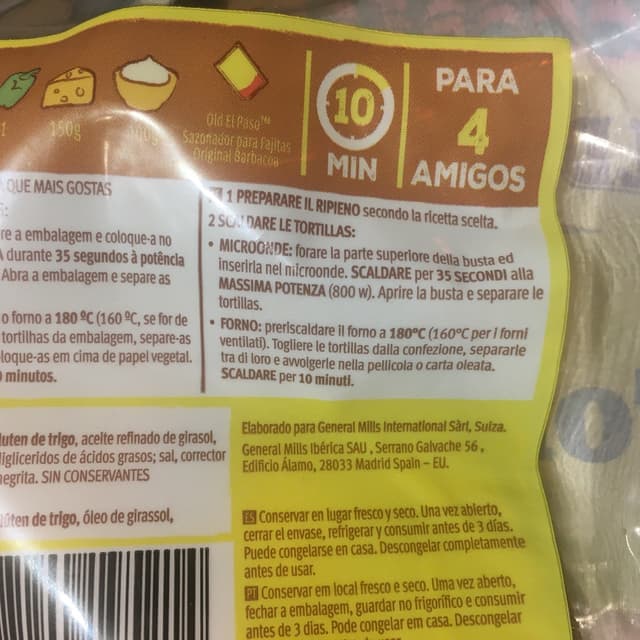 150g
Old El Paso™
Sazonador para Fajitas
Original Barbacoa
10
MIN
PARA
4
AMIGOS
QUE MAIS GOSTAS
re a embalagem e coloque-a no
durante 35 segundos à potência
Abra a embalagem e separe as
o forno a 180 ºC (160 ºC, se for de
tortilhas da embalagem, separe-as
loque-as em cima de papel vegetal.
minutos.
1 PREPARARE IL RIPIENO secondo la ricetta scelta.
2 SCALDARE LE TORTILLAS:
• MICROONDE: forare la parte superiore della busta ed
inserirla nel microonde. SCALDARE per 35 SECONDI alla
MASSIMA POTENZA (800 w). Aprire la busta e separare le
tortillas.
• FORNO: preriscaldare il forno a 180°C (160°C per i forni
ventilati). Togliere le tortillas dalla confezione, separarle
tra di loro e avvolgerle nella pellicola o carta oleata.
SCALDARE per 10 minuti.
luten de trigo, aceite refinado de girasol,
digliceridos de ácidos grasos; sal, corrector
negrita. SIN CONSERVANTES
glúten de trigo, óleo de girassol,
Elaborado para General Mills International Sàrl, Suiza.
General Mills Ibérica SAU, Serrano Galvache 56,
Edificio Álamo, 28033 Madrid Spain – EU.
ES Conservar en lugar fresco y seco. Una vez abierto,
cerrar el envase, refrigerar y consumir antes de 3 días.
Puede congelarse en casa. Descongelar completamente
antes de usar.
PT Conservar em local fresco e seco. Uma vez aberto,
fechar a embalagem, guardar no frigorífico e consumir
antes de 3 dias. Pode congelar em casa. Descongelar